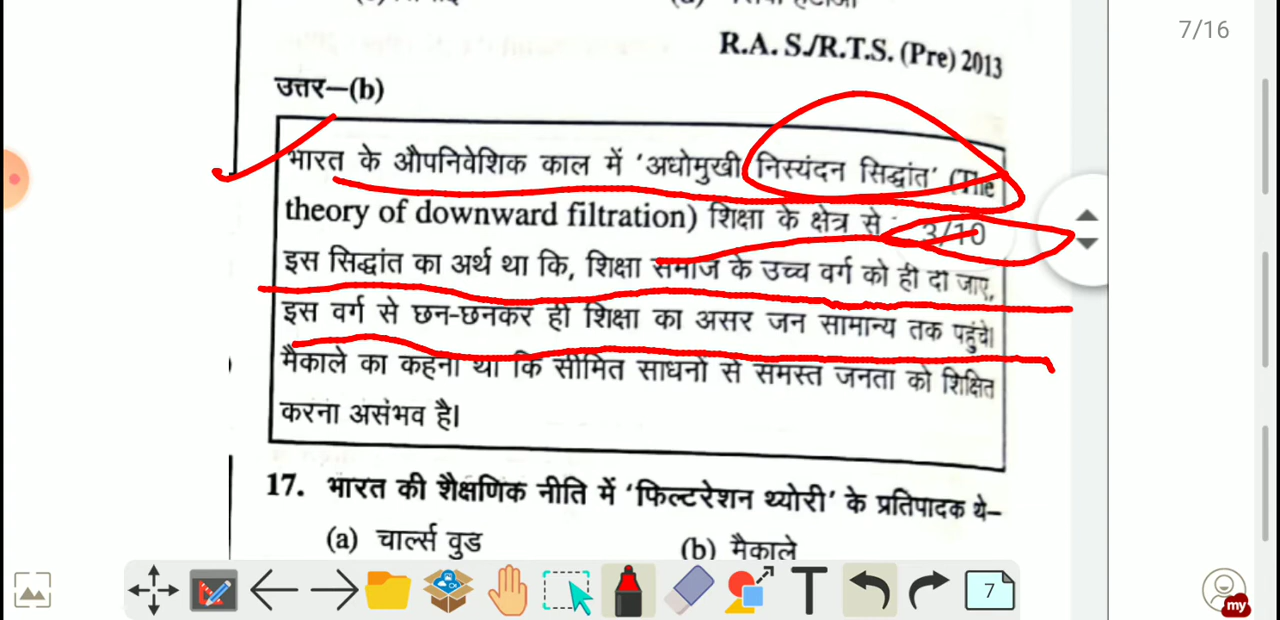 7/16
R.A. S./R.T.S. (Pre) 2013
उत्तर–(b)
भारत के औपनिवेशिक काल में 'अधोमुखी निस्यंदन सिद्धांत' (The
theory of downward filtration) शिक्षा के क्षेत्र से
3/10
इस सिद्धांत का अर्थ था कि, शिक्षा समाज के उच्च वर्ग को ही दी जाए,
इस वर्ग से छन-छनकर ही शिक्षा का असर जन सामान्य तक पहुंचे।
मैकाले का कहना था कि सीमित साधनों से समस्त जनता को शिक्षित
करना असंभव है।
17. भारत की शैक्षणिक नीति में 'फिल्टरेशन थ्योरी' के प्रतिपादक थे–
(a) चार्ल्स वुड
(b) मैकाले
T
7
my